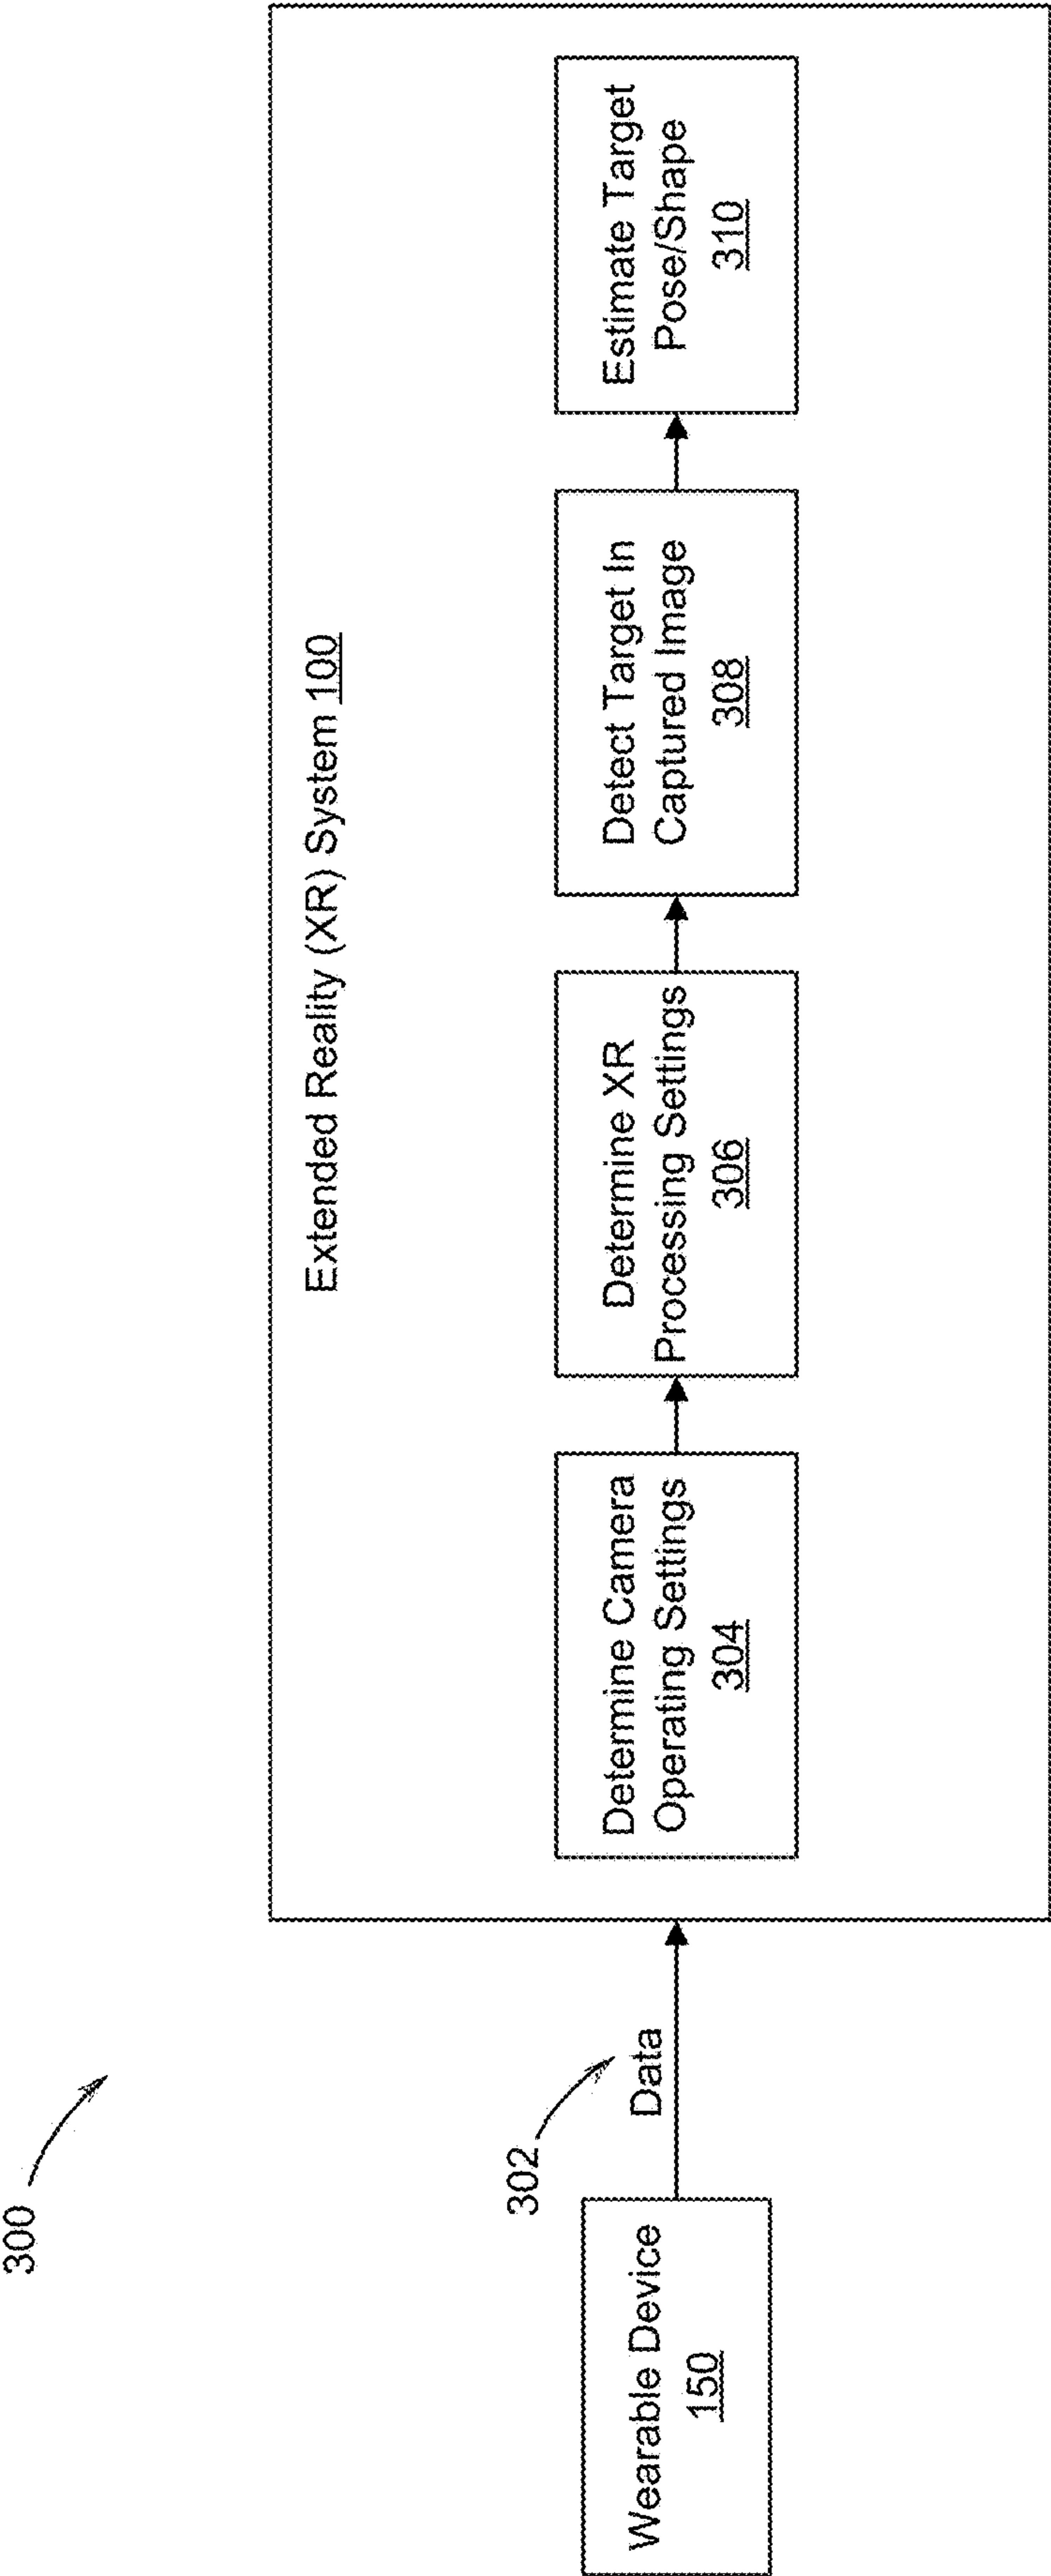 300
Extended Reality (XR) System 100
302
Data
Wearable Device
150
Determine Camera
Operating Settings
304
Determine XR
Processing Settings
306
Detect Target In
Captured Image
308
Estimate Target
Pose/Shape
310